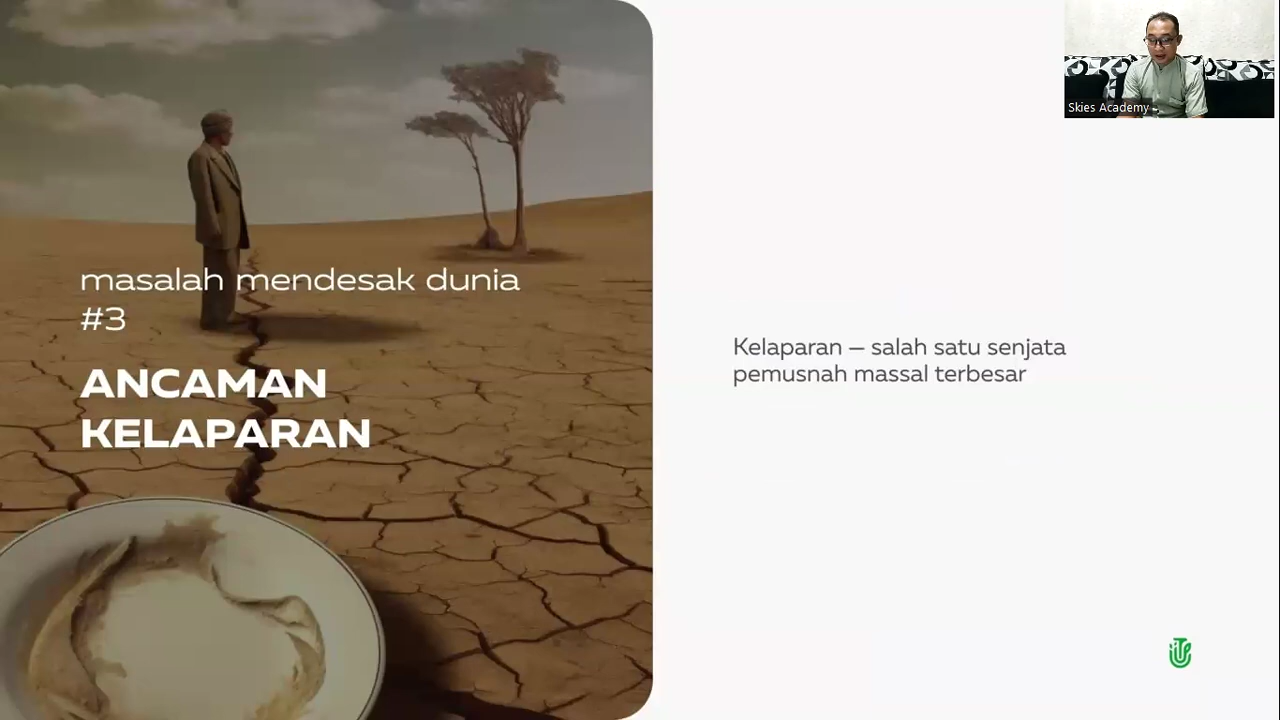 Skies Academy
masalah mendesak dunia
#3
ANCAMAN
KELAPARAN
Kelaparan – salah satu senjata
pemusnah massal terbesar